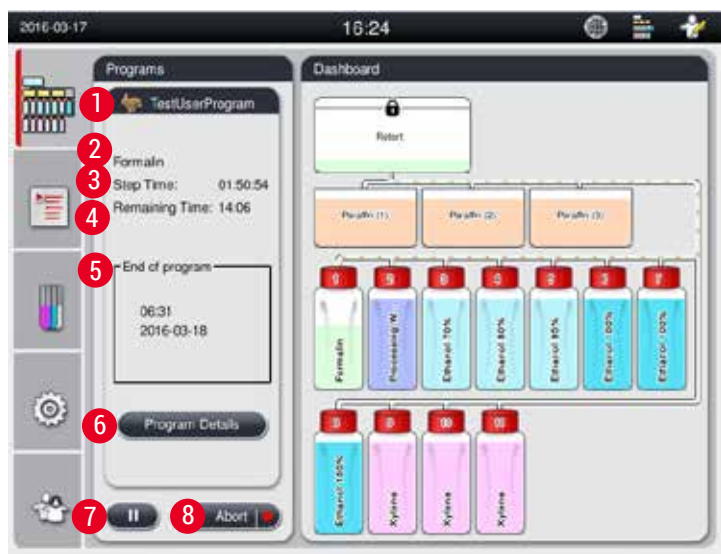 2016-03-17
16:24
Programs
1 TestUserProgram
2
Formalin
3 Step Time: 01:50:54
4 Remaining Time: 14:06
5 End of program
06:31
2016-03-18
6 Program Details
7
8 Abort
Dashboard
Retort
Paraffin (1) Paraffin (2) Paraffin (3)
Formalin
Processing W.
Ethanol 70%
Ethanol 80%
Ethanol 95%
Ethanol 100%
Ethanol 100%
Ethanol 100%
Xylene
Xylene
Xylene